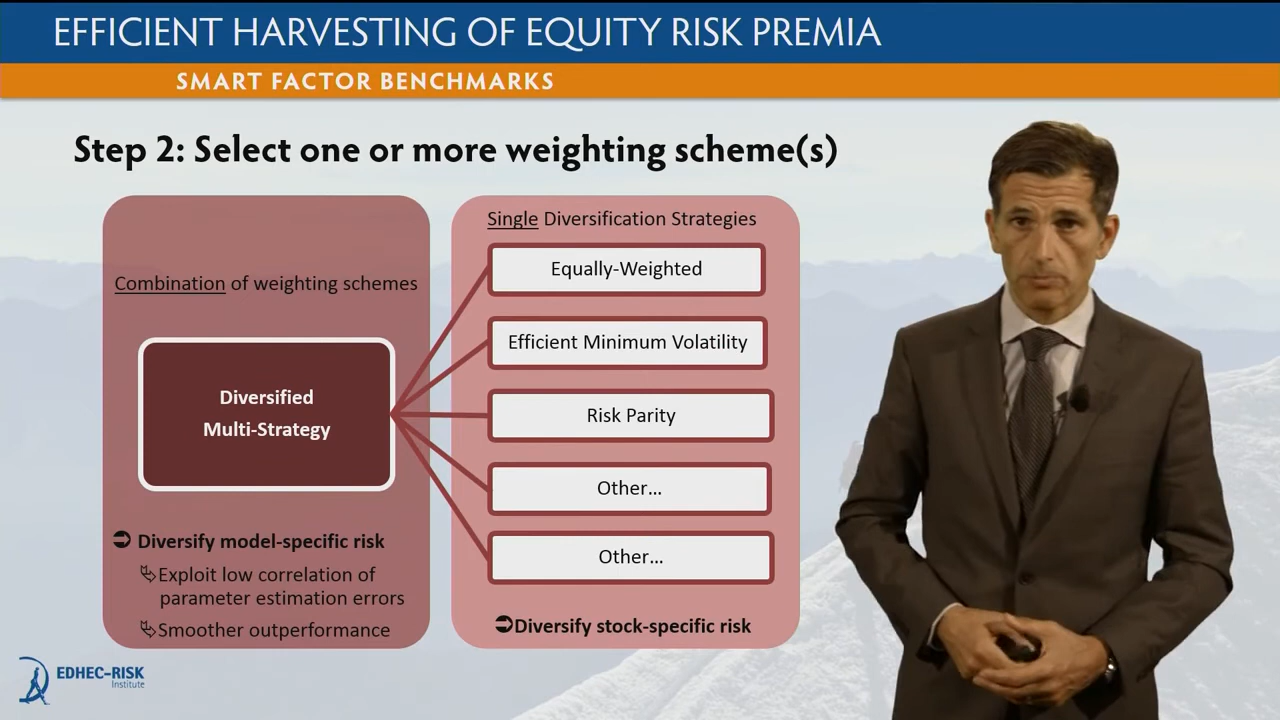 EFFICIENT HARVESTING OF EQUITY RISK PREMIA
SMART FACTOR BENCHMARKS
Step 2: Select one or more weighting scheme(s)
Combination of weighting schemes
Diversified
Multi-Strategy
Diversify model-specific risk
Exploit low correlation of
parameter estimation errors
Smoother outperformance
Single Diversification Strategies
Equally-Weighted
Efficient Minimum Volatility
Risk Parity
Other...
Other...
Diversify stock-specific risk
EDHEC-RISK
Institute